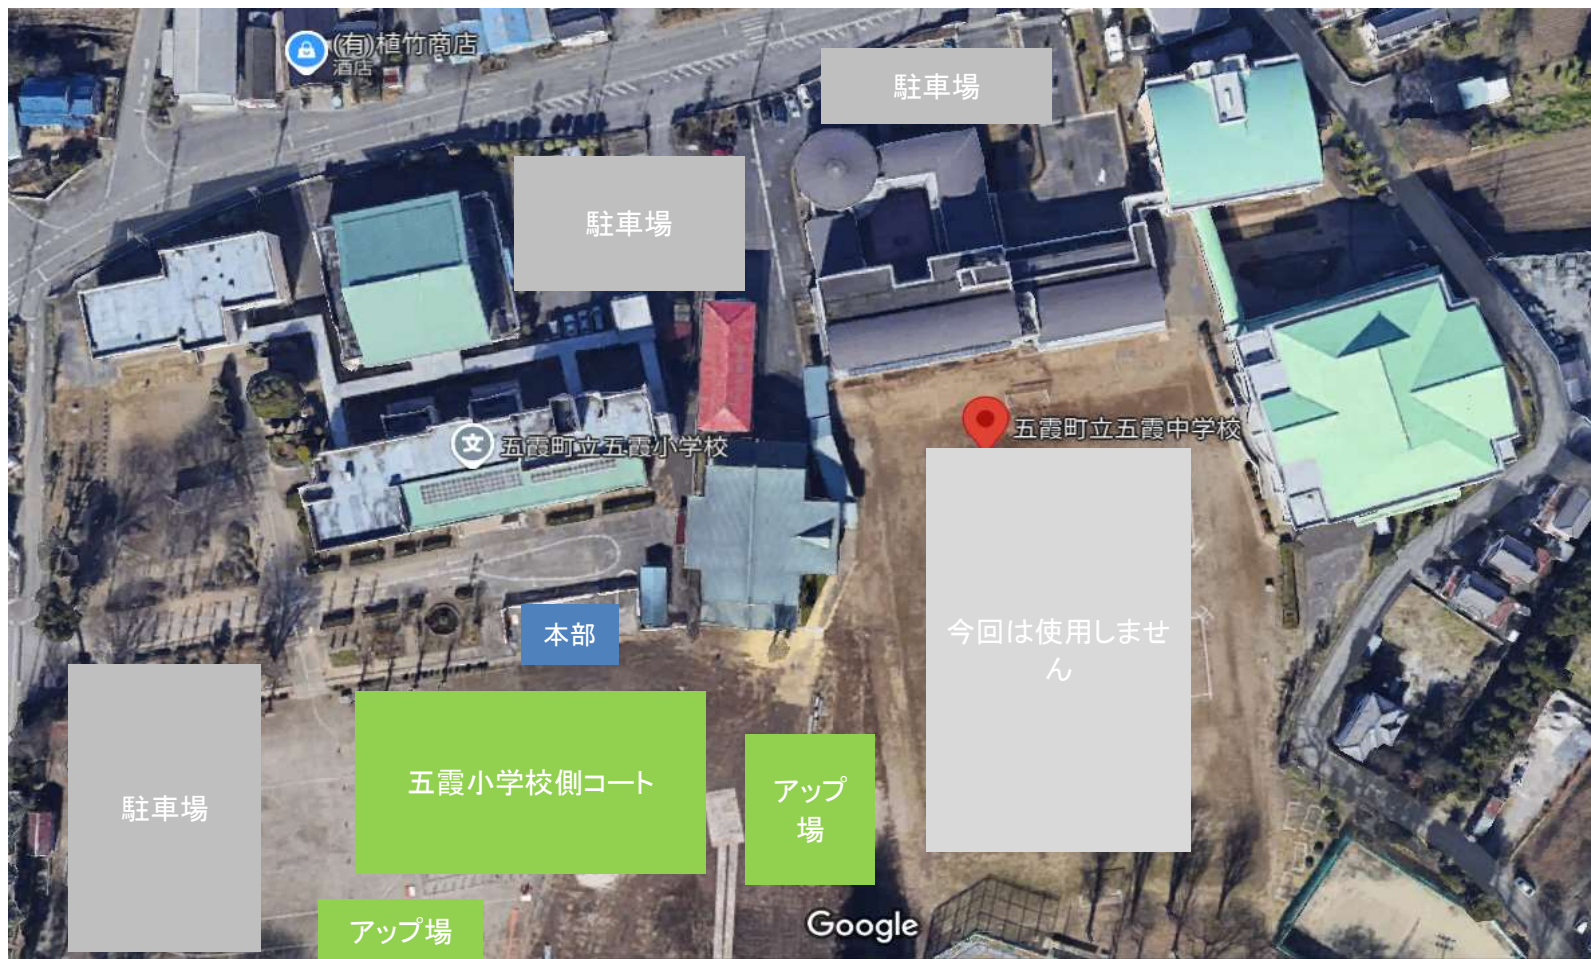 (有)植竹商店
酒店
駐車場
駐車場
五霞町立五霞中学校
文
五霞町立五霞小学校
本部
今回は使用しませ
ん
駐車場
五霞小学校側コート
アップ
場
アップ場
Google